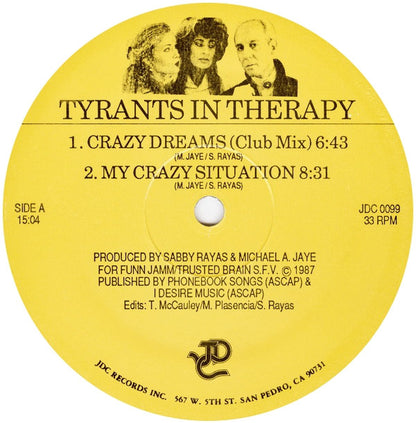 TYRANTS IN THERAPY
1. CRAZY DREAMS (Club Mix) 6:43
(M. JAYE / S. RAYAS)
2. MY CRAZY SITUATION 8:31
(M. JAYE / S. RAYAS)
SIDE A
15:04
JDC 0099
33 RPM
PRODUCED BY SABBY RAYAS & MICHAEL A. JAYE
FOR FUNN JAMM/TRUSTED BRAIN S.F.V. © 1987
PUBLISHED BY PHONEBOOK SONGS (ASCAP) &
I DESIRE MUSIC (ASCAP)
Edits: T. McCauley/M. Plasencia/S. Rayas
JDC
JDC RECORDS INC. 567 W. 5TH ST. SAN PEDRO, CA 90731